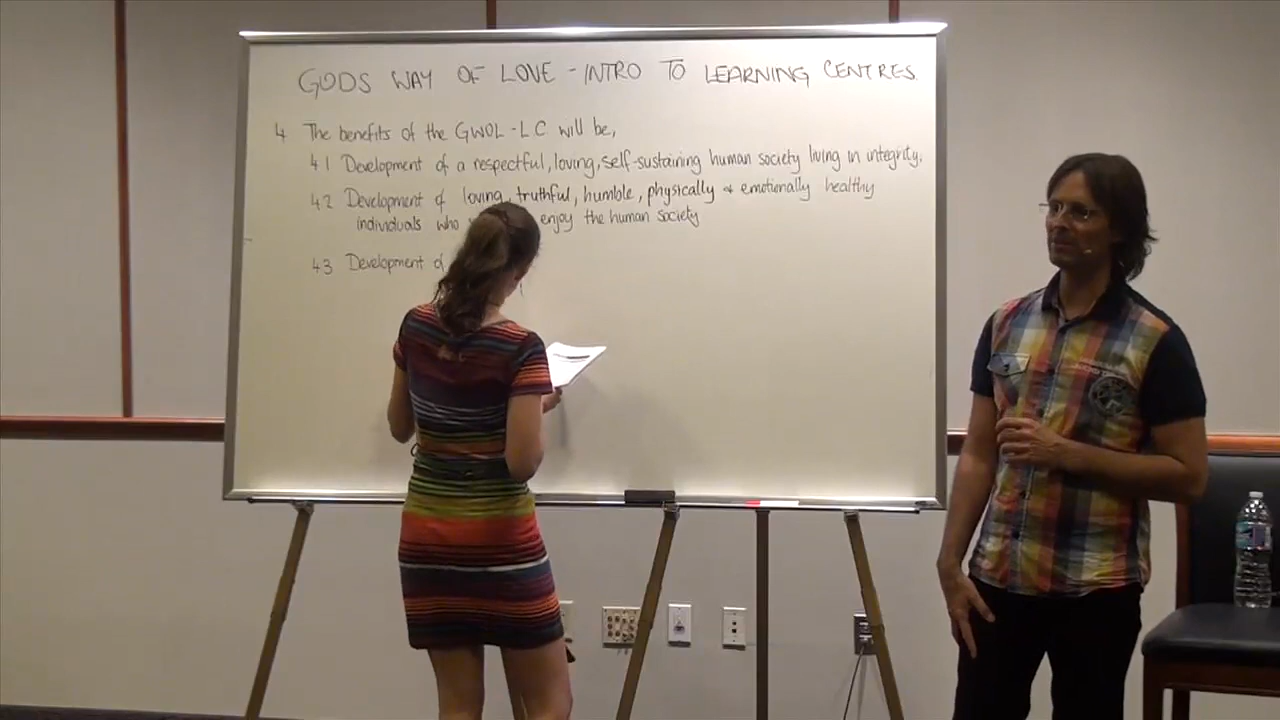 GODS WAY OF LOVE - INTRO TO LEARNING CENTRES
4 The benefits of the GWOL - LC will be,
4.1 Development of a respectful, loving, self-sustaining human society living in integrity.
4.2 Development of loving, truthful, humble, physically & emotionally healthy
individuals who enjoy the human society
4.3 Development of